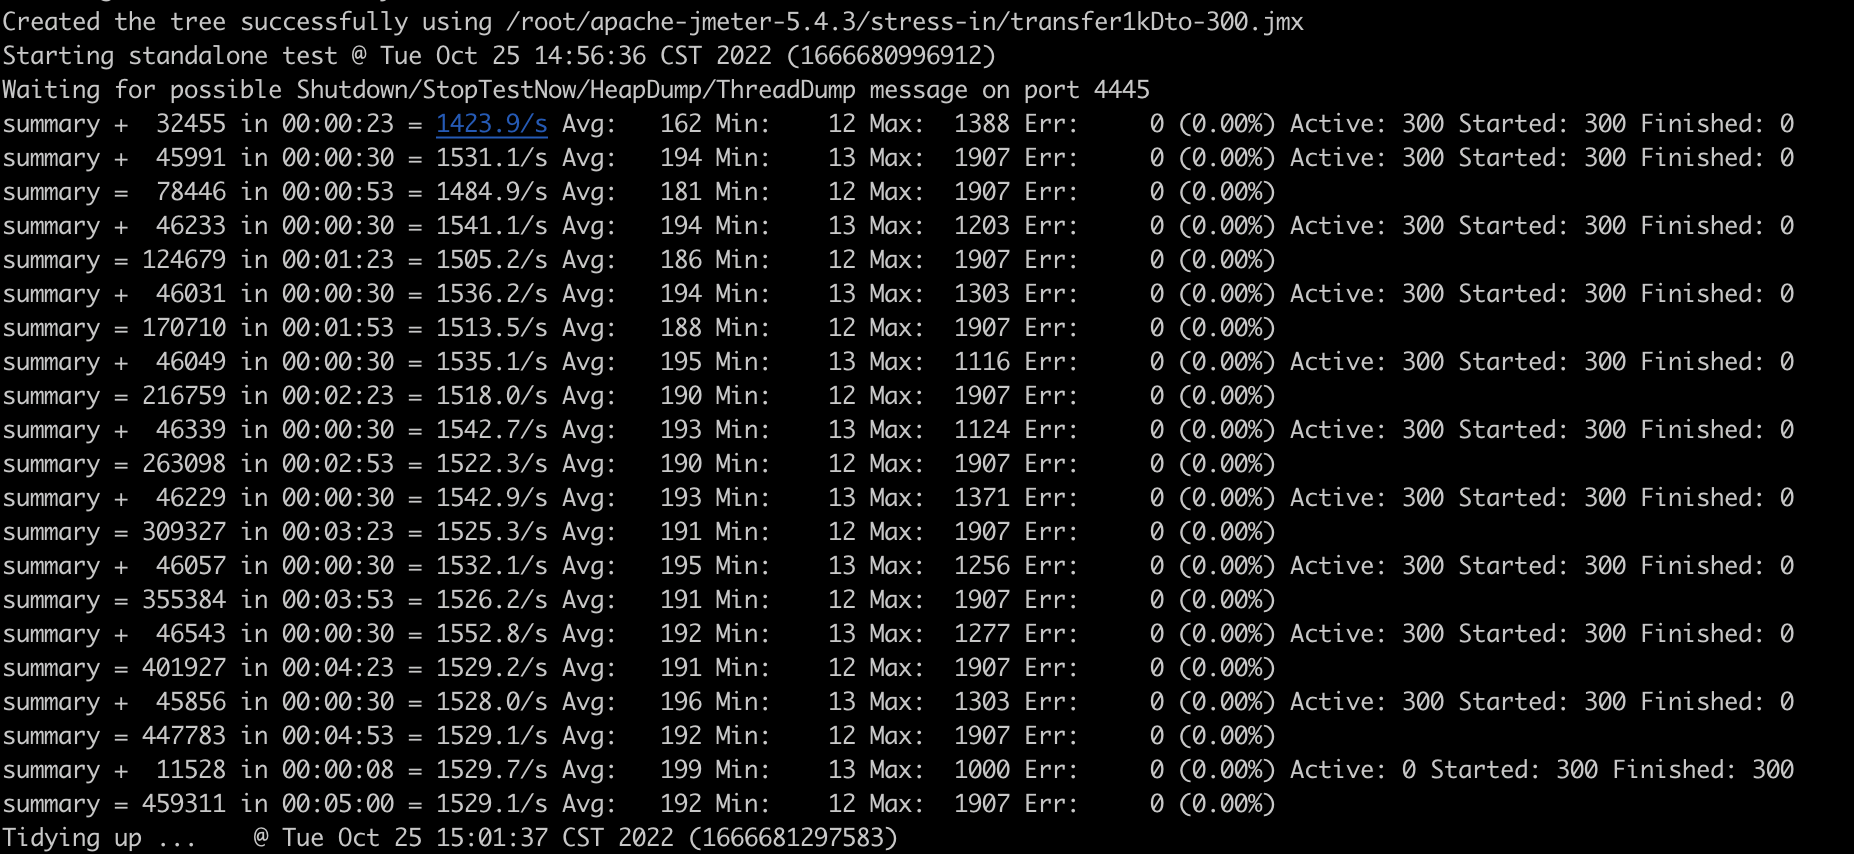 Created the tree successfully using /root/apache-jmeter-5.4.3/stress-in/transfer1kDto-300.jmx
Starting standalone test @ Tue Oct 25 14:56:36 CST 2022 (1666680996912)
Waiting for possible Shutdown/StopTestNow/HeapDump/ThreadDump message on port 4445
summary +  32455 in 00:00:23 = 1423.9/s Avg:   162 Min:    12 Max:  1388 Err:     0 (0.00%) Active: 300 Started: 300 Finished: 0
summary +  45991 in 00:00:30 = 1531.1/s Avg:   194 Min:    13 Max:  1907 Err:     0 (0.00%) Active: 300 Started: 300 Finished: 0
summary =  78446 in 00:00:53 = 1484.9/s Avg:   181 Min:    12 Max:  1907 Err:     0 (0.00%)
summary +  46233 in 00:00:30 = 1541.1/s Avg:   194 Min:    13 Max:  1203 Err:     0 (0.00%) Active: 300 Started: 300 Finished: 0
summary = 124679 in 00:01:23 = 1505.2/s Avg:   186 Min:    12 Max:  1907 Err:     0 (0.00%)
summary +  46031 in 00:00:30 = 1536.2/s Avg:   194 Min:    13 Max:  1303 Err:     0 (0.00%) Active: 300 Started: 300 Finished: 0
summary = 170710 in 00:01:53 = 1513.5/s Avg:   188 Min:    12 Max:  1907 Err:     0 (0.00%)
summary +  46049 in 00:00:30 = 1535.1/s Avg:   195 Min:    13 Max:  1116 Err:     0 (0.00%) Active: 300 Started: 300 Finished: 0
summary = 216759 in 00:02:23 = 1518.0/s Avg:   190 Min:    12 Max:  1907 Err:     0 (0.00%)
summary +  46339 in 00:00:30 = 1542.7/s Avg:   193 Min:    13 Max:  1124 Err:     0 (0.00%) Active: 300 Started: 300 Finished: 0
summary = 263098 in 00:02:53 = 1522.3/s Avg:   190 Min:    12 Max:  1907 Err:     0 (0.00%)
summary +  46229 in 00:00:30 = 1542.9/s Avg:   193 Min:    13 Max:  1371 Err:     0 (0.00%) Active: 300 Started: 300 Finished: 0
summary = 309327 in 00:03:23 = 1525.3/s Avg:   191 Min:    12 Max:  1907 Err:     0 (0.00%)
summary +  46057 in 00:00:30 = 1532.1/s Avg:   195 Min:    13 Max:  1256 Err:     0 (0.00%) Active: 300 Started: 300 Finished: 0
summary = 355384 in 00:03:53 = 1526.2/s Avg:   191 Min:    12 Max:  1907 Err:     0 (0.00%)
summary +  46543 in 00:00:30 = 1552.8/s Avg:   192 Min:    13 Max:  1277 Err:     0 (0.00%) Active: 300 Started: 300 Finished: 0
summary = 401927 in 00:04:23 = 1529.2/s Avg:   191 Min:    12 Max:  1907 Err:     0 (0.00%)
summary +  45856 in 00:00:30 = 1528.0/s Avg:   196 Min:    13 Max:  1303 Err:     0 (0.00%) Active: 300 Started: 300 Finished: 0
summary = 447783 in 00:04:53 = 1529.1/s Avg:   192 Min:    12 Max:  1907 Err:     0 (0.00%)
summary +  11528 in 00:00:08 = 1529.7/s Avg:   199 Min:    13 Max:  1000 Err:     0 (0.00%) Active: 0 Started: 300 Finished: 300
summary = 459311 in 00:05:00 = 1529.1/s Avg:   192 Min:    12 Max:  1907 Err:     0 (0.00%)
Tidying up ...    @ Tue Oct 25 15:01:37 CST 2022 (1666681297583)